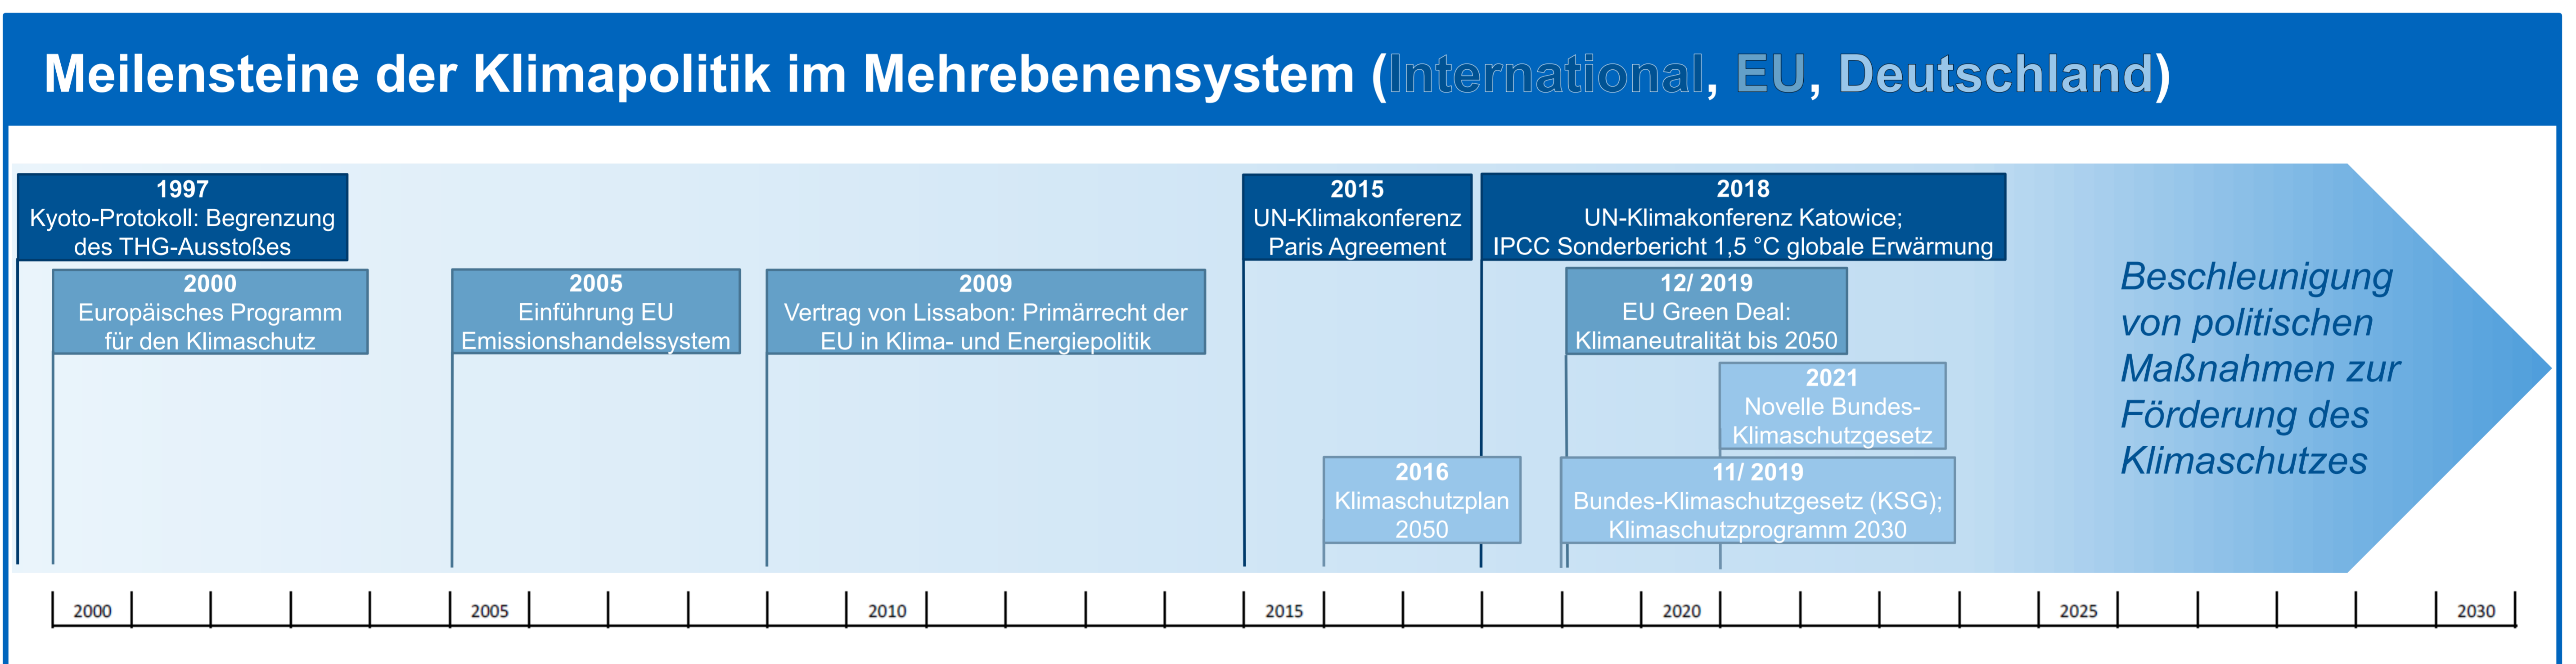 Meilensteine der Klimapolitik im Mehrebenensystem (International, EU, Deutschland)
1997
Kyoto-Protokoll: Begrenzung
des THG-Ausstoßes
2015
UN-Klimakonferenz
Paris Agreement
2018
UN-Klimakonferenz Katowice;
IPCC Sonderbericht 1,5 °C globale Erwärmung
2000
Europäisches Programm
für den Klimaschutz
2005
Einführung EU
Emissionshandelssystem
2009
Vertrag von Lissabon: Primärrecht der
EU in Klima- und Energiepolitik
12/ 2019
EU Green Deal:
Klimaneutralität bis 2050
2021
Novelle Bundes-
Klimaschutzgesetz
2016
Klimaschutzplan
2050
11/ 2019
Bundes-Klimaschutzgesetz (KSG);
Klimaschutzprogramm 2030
Beschleunigung
von politischen
Maßnahmen zur
Förderung des
Klimaschutzes
2000 2005 2010 2015 2020 2025 2030